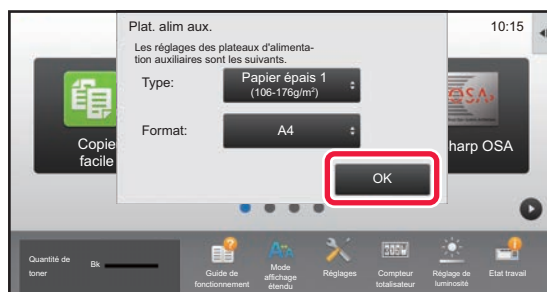 Plat. alim aux.
10:15
Les réglages des plateaux d'alimenta-
tion auxiliaires sont les suivants.
Type:
Papier épais 1
(106-176g/m²)
Format:
A4
OK
Copie
facile
harp OSA
Quantité de
toner
Bk
Guide de
fonctionnement
Mode
affichage
étendu
Réglages
Compteur
totalisateur
Réglage de
luminosité
Etat travail